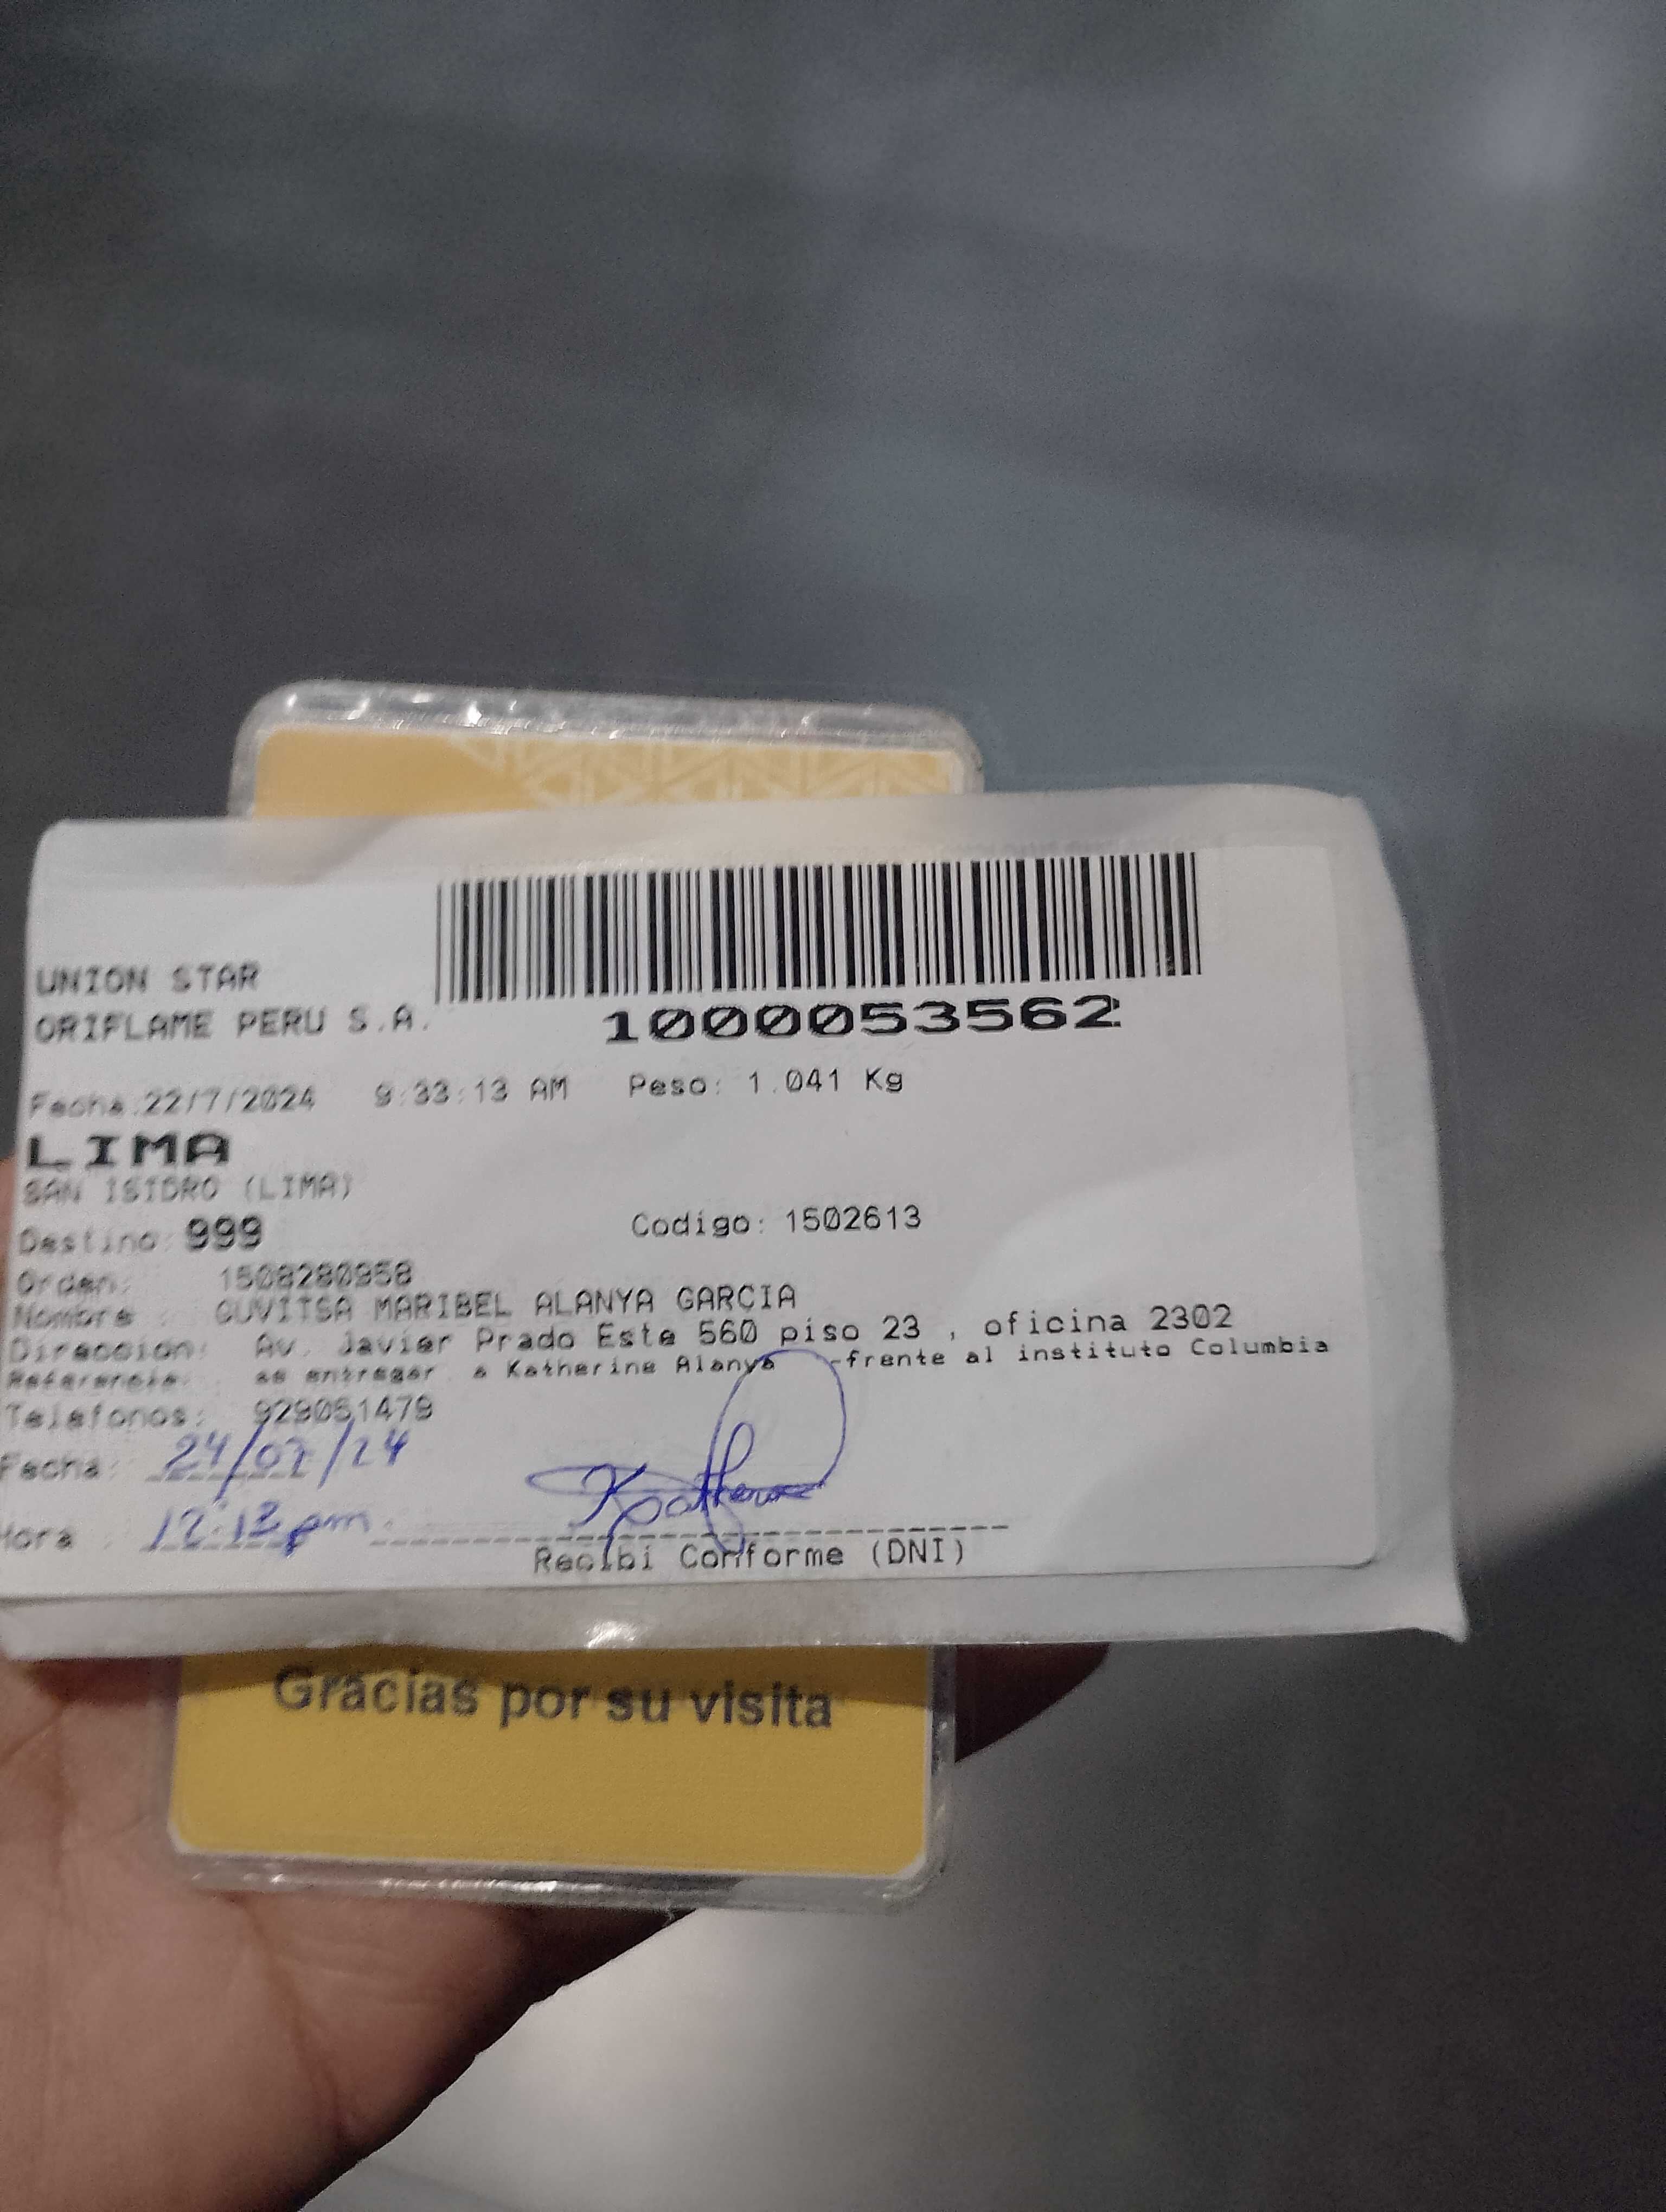 UNION STAR
ORIFLAME PERU S.A.
1000053562
Fecha:22/7/2024 9:33:13 AM Peso: 1.041 Kg
LIMA
SAN ISIDRO (LIMA)
Destino: 999 Codigo: 1502613
Orden: 1508280958
Nombre : GUVITSA MARIBEL ALANYA GARCIA
Direccion: Av. Javier Prado Este 560 piso 23 , oficina 2302
Referencia: se entregar a Katherine Alanya -frente al instituto Columbia
Telefonos: 929051479
Fecha: 24/07/24
Hora : 12:13 pm
Katherine
Recibi Conforme (DNI)
Gracias por su visita